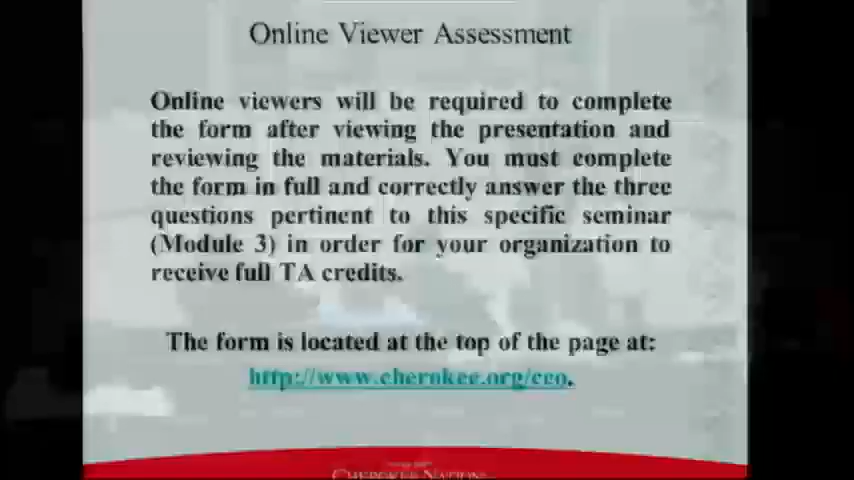 Online Viewer Assessment
Online viewers will be required to complete
the form after viewing the presentation and
reviewing the materials. You must complete
the form in full and correctly answer the three
questions pertinent to this specific seminar
(Module 3) in order for your organization to
receive full TA credits.
The form is located at the top of the page at:
http://www.cherokee.org/ceo.
CHEROKEE NATION